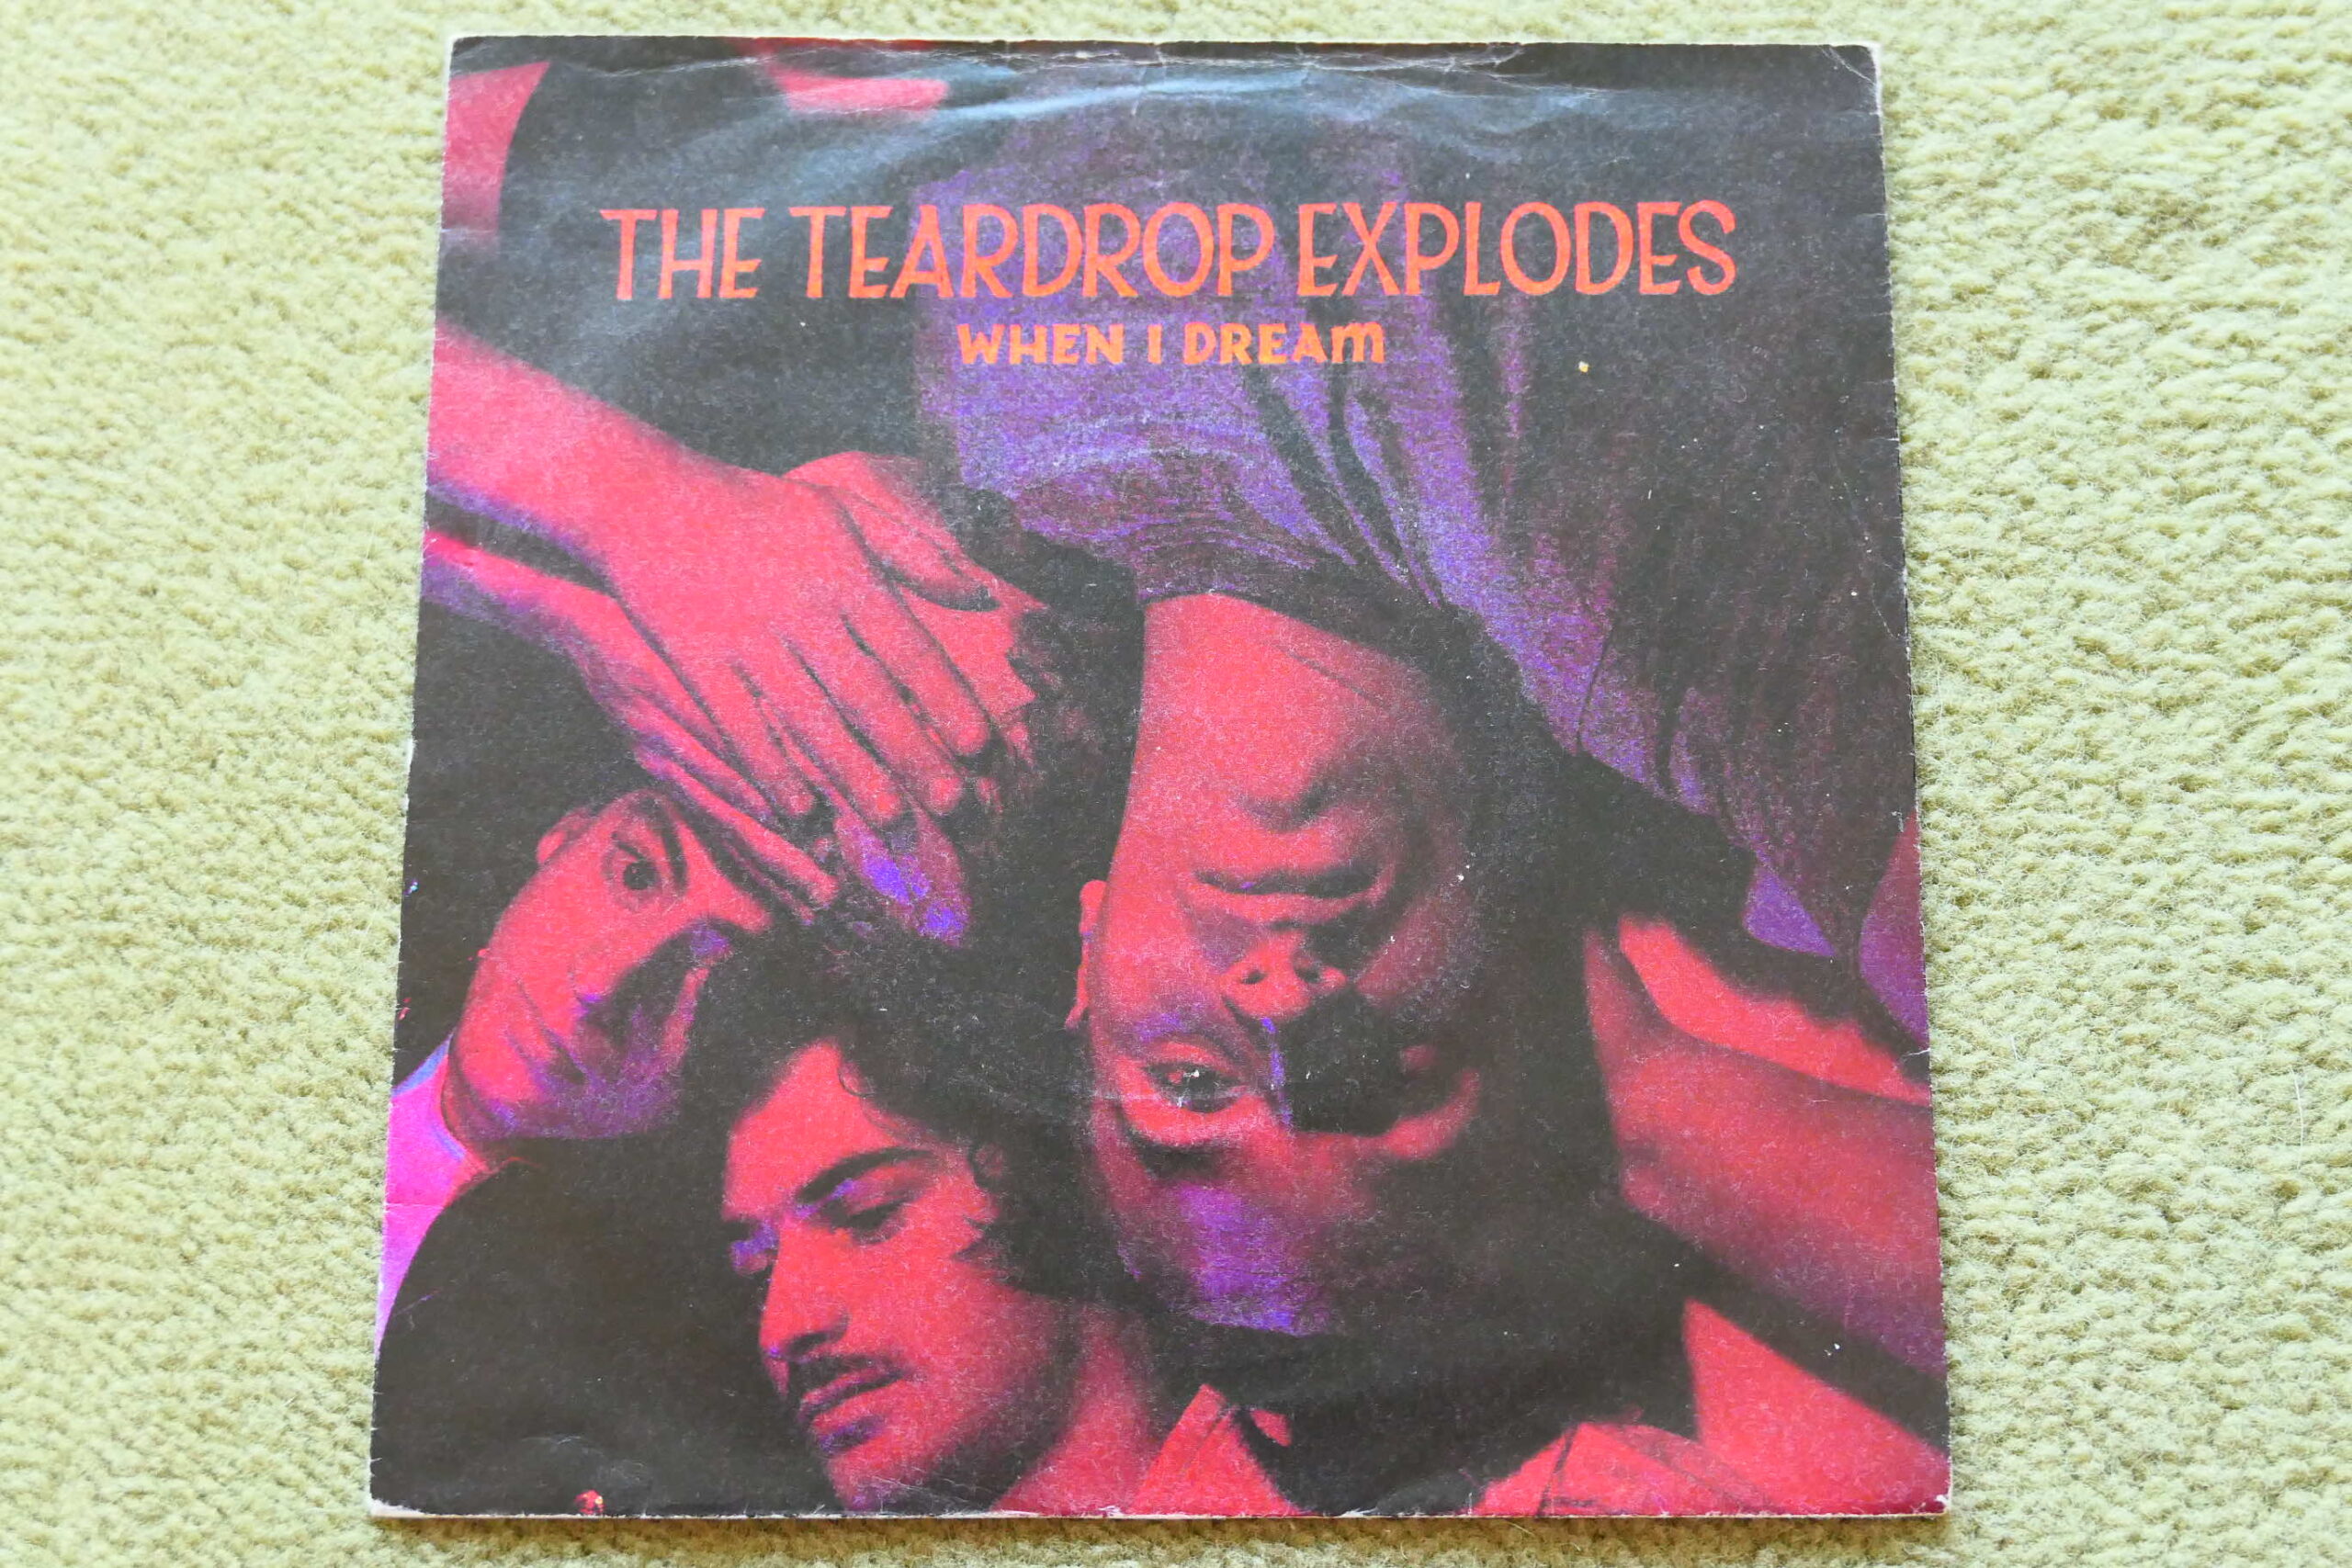 THE TEARDROP EXPLODES
WHEN I DREAM